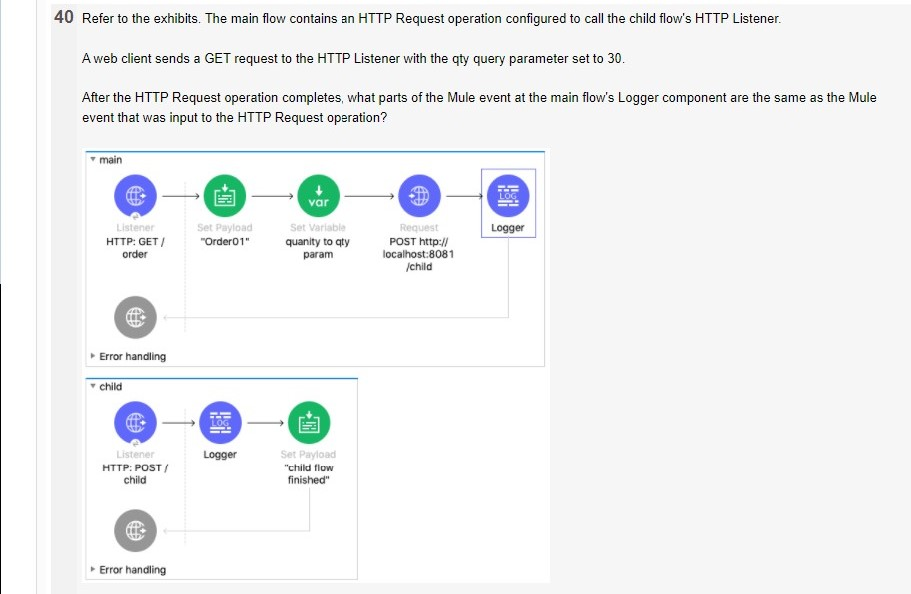 40 Refer to the exhibits. The main flow contains an HTTP Request operation configured to call the child flow's HTTP Listener.
A web client sends a GET request to the HTTP Listener with the qty query parameter set to 30.
After the HTTP Request operation completes, what parts of the Mule event at the main flow's Logger component are the same as the Mule
event that was input to the HTTP Request operation?
main
var
LOG
Listener
HTTP: GET /
order
Set Payload
"Order01"
Set Variable
quanity to qty
param
Request
POST http://
localhost:8081
/child
Logger
Error handling
child
LOG
Listener
HTTP: POST /
child
Logger
Set Payload
"child flow
finished"
Error handling